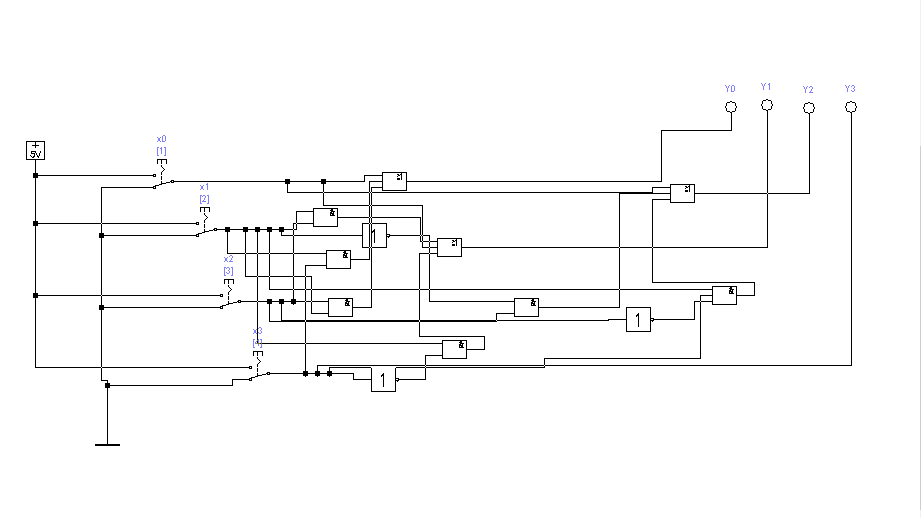 Y0 Y1 Y2 Y3
+
5V
x0
[1]
≥1
x1
[2]
≥1
&
1
≥1
&
x2
[3]
&
&
&
1
x3
[4]
&
1